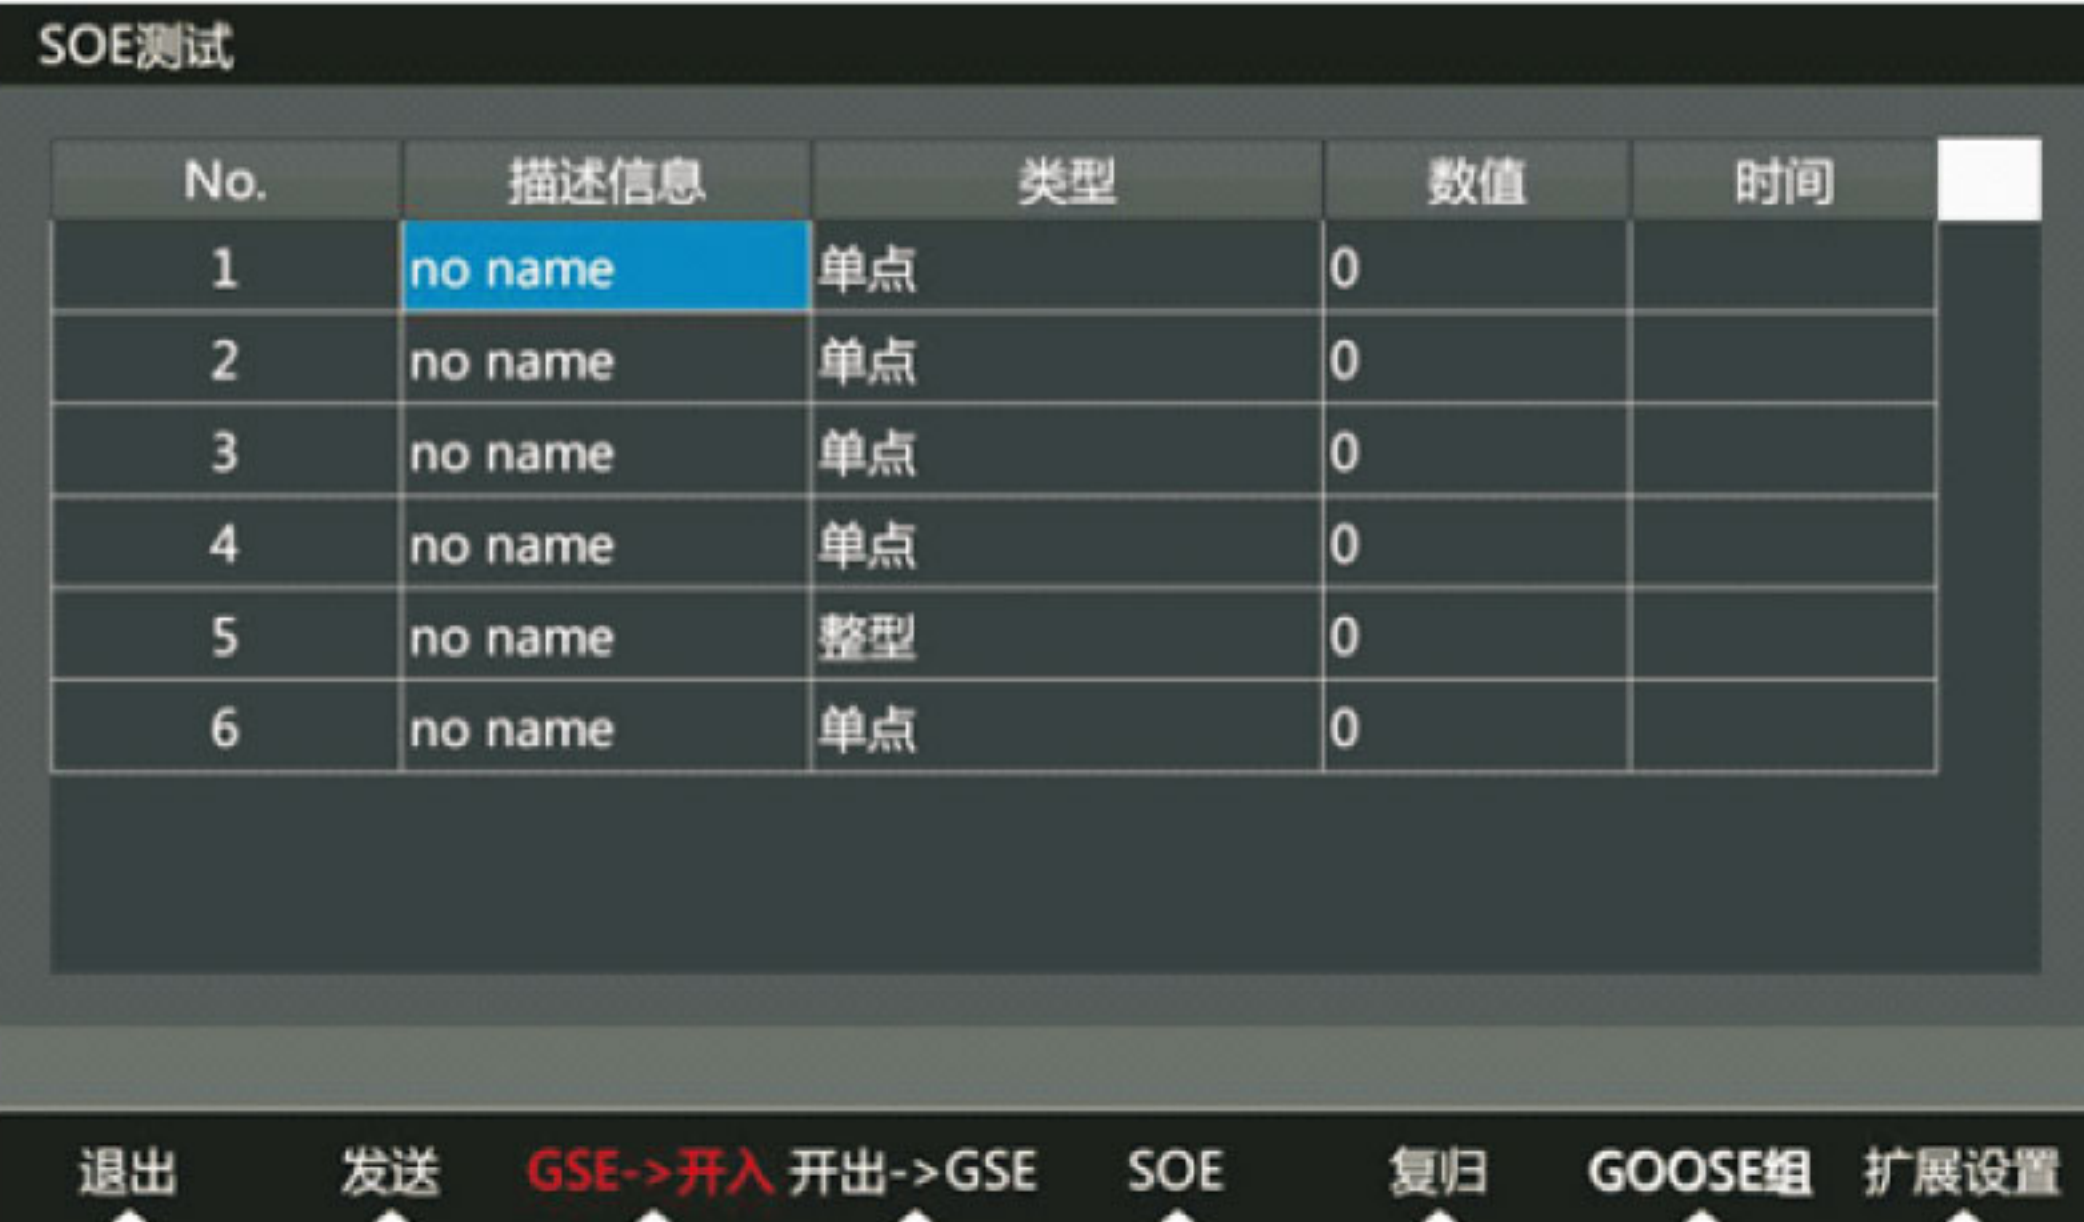 SOE测试
No. 描述信息 类型 数值 时间
1 no name 单点 0
2 no name 单点 0
3 no name 单点 0
4 no name 单点 0
5 no name 整型 0
6 no name 单点 0
退出 发送 GSE->开入 开出->GSE SOE 复归 GOOSE组 扩展设置